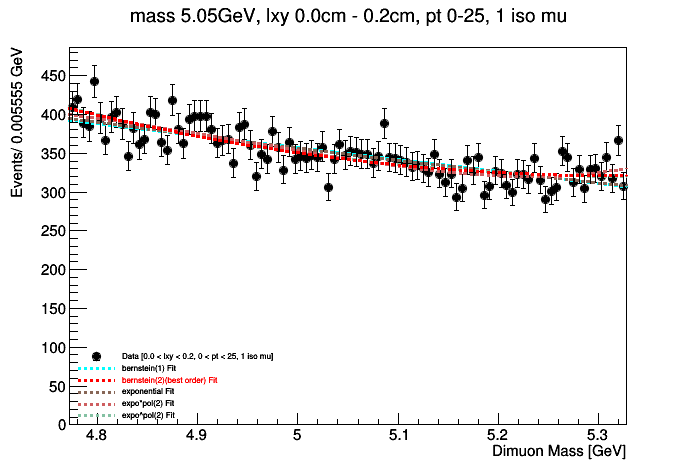 mass 5.05GeV, lxy 0.0cm - 0.2cm, pt 0-25, 1 iso mu
Events/ 0.005555 GeV
450
400
350
300
250
200
150
100
50
0
Data [0.0 < lxy < 0.2, 0 < pt < 25, 1 iso mu]
bernstein(1) Fit
bernstein(2)(best order) Fit
exponential Fit
expo*pol(2) Fit
expo^pol(2) Fit
4.8 4.9 5 5.1 5.2 5.3
Dimuon Mass [GeV]